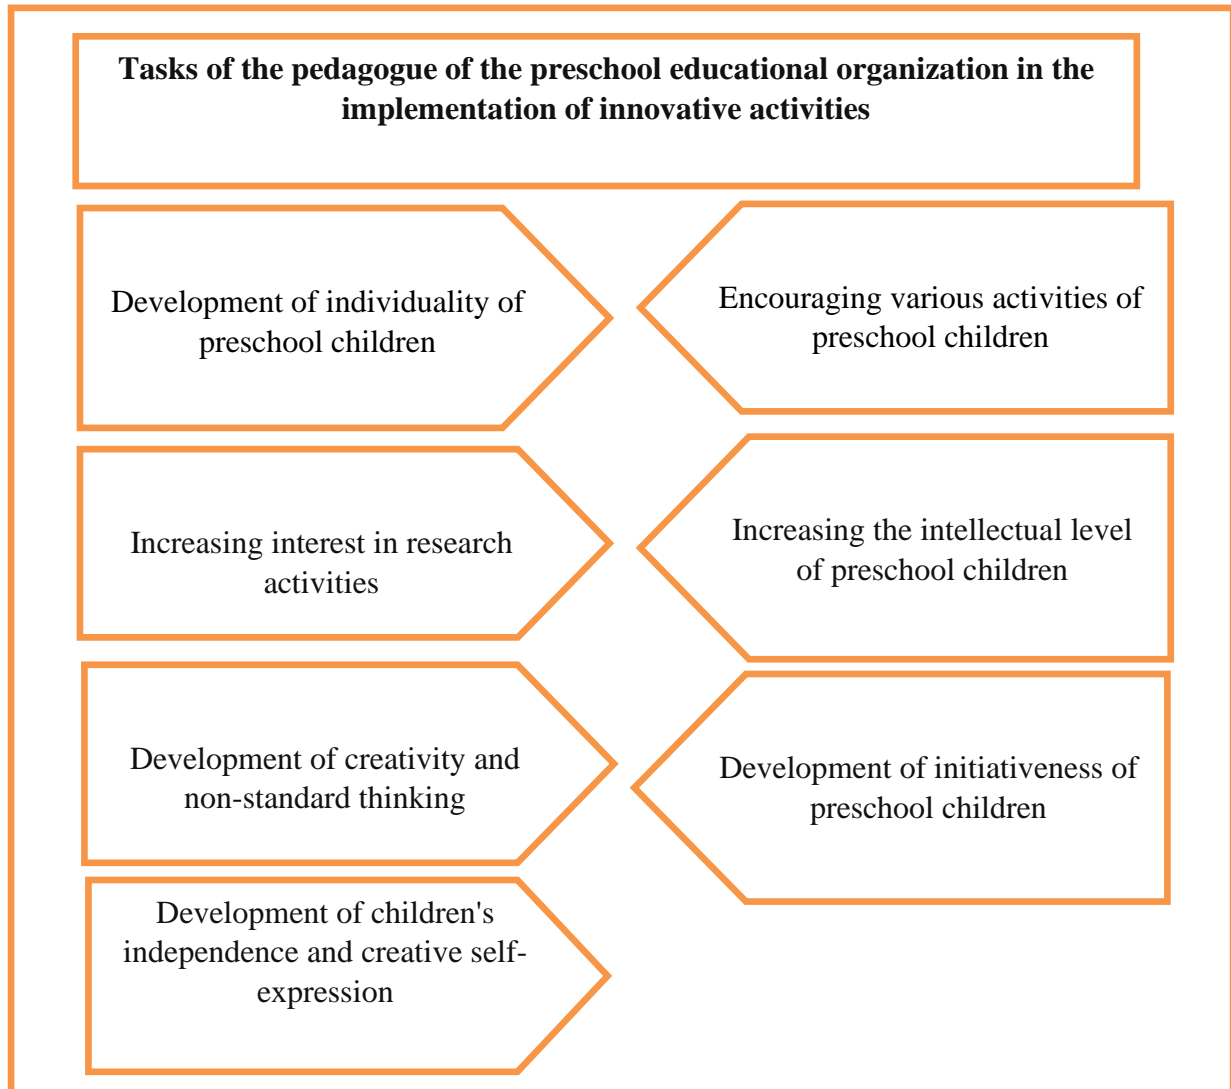 Tasks of the pedagogue of the preschool educational organization in the
implementation of innovative activities
Development of individuality of
preschool children
Encouraging various activities of
preschool children
Increasing interest in research
activities
Increasing the intellectual level
of preschool children
Development of creativity and
non-standard thinking
Development of initiativeness of
preschool children
Development of children's
independence and creative self-
expression